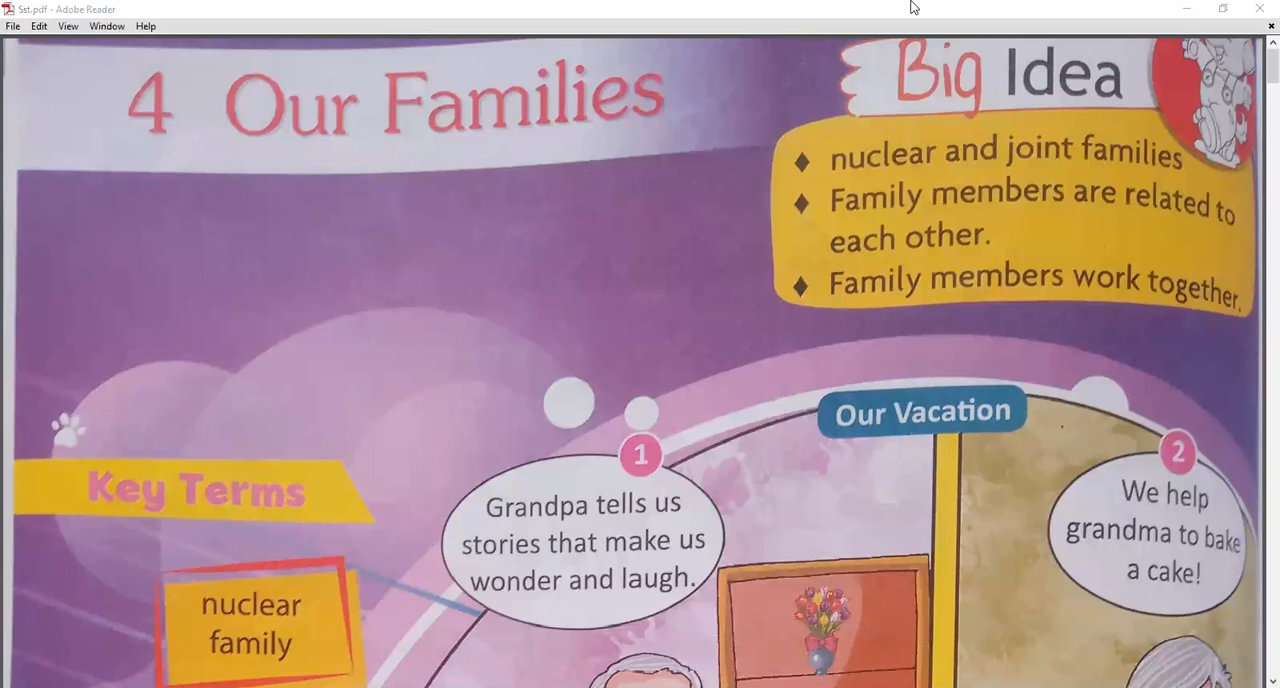 Sst.pdf - Adobe Reader
File Edit View Window Help
4 Our Families
Big Idea
♦ nuclear and joint families
♦ Family members are related to
each other.
♦ Family members work together.
Our Vacation
1
Grandpa tells us
stories that make us
wonder and laugh.
2
We help
grandma to bake
a cake!
Key Terms
nuclear
family